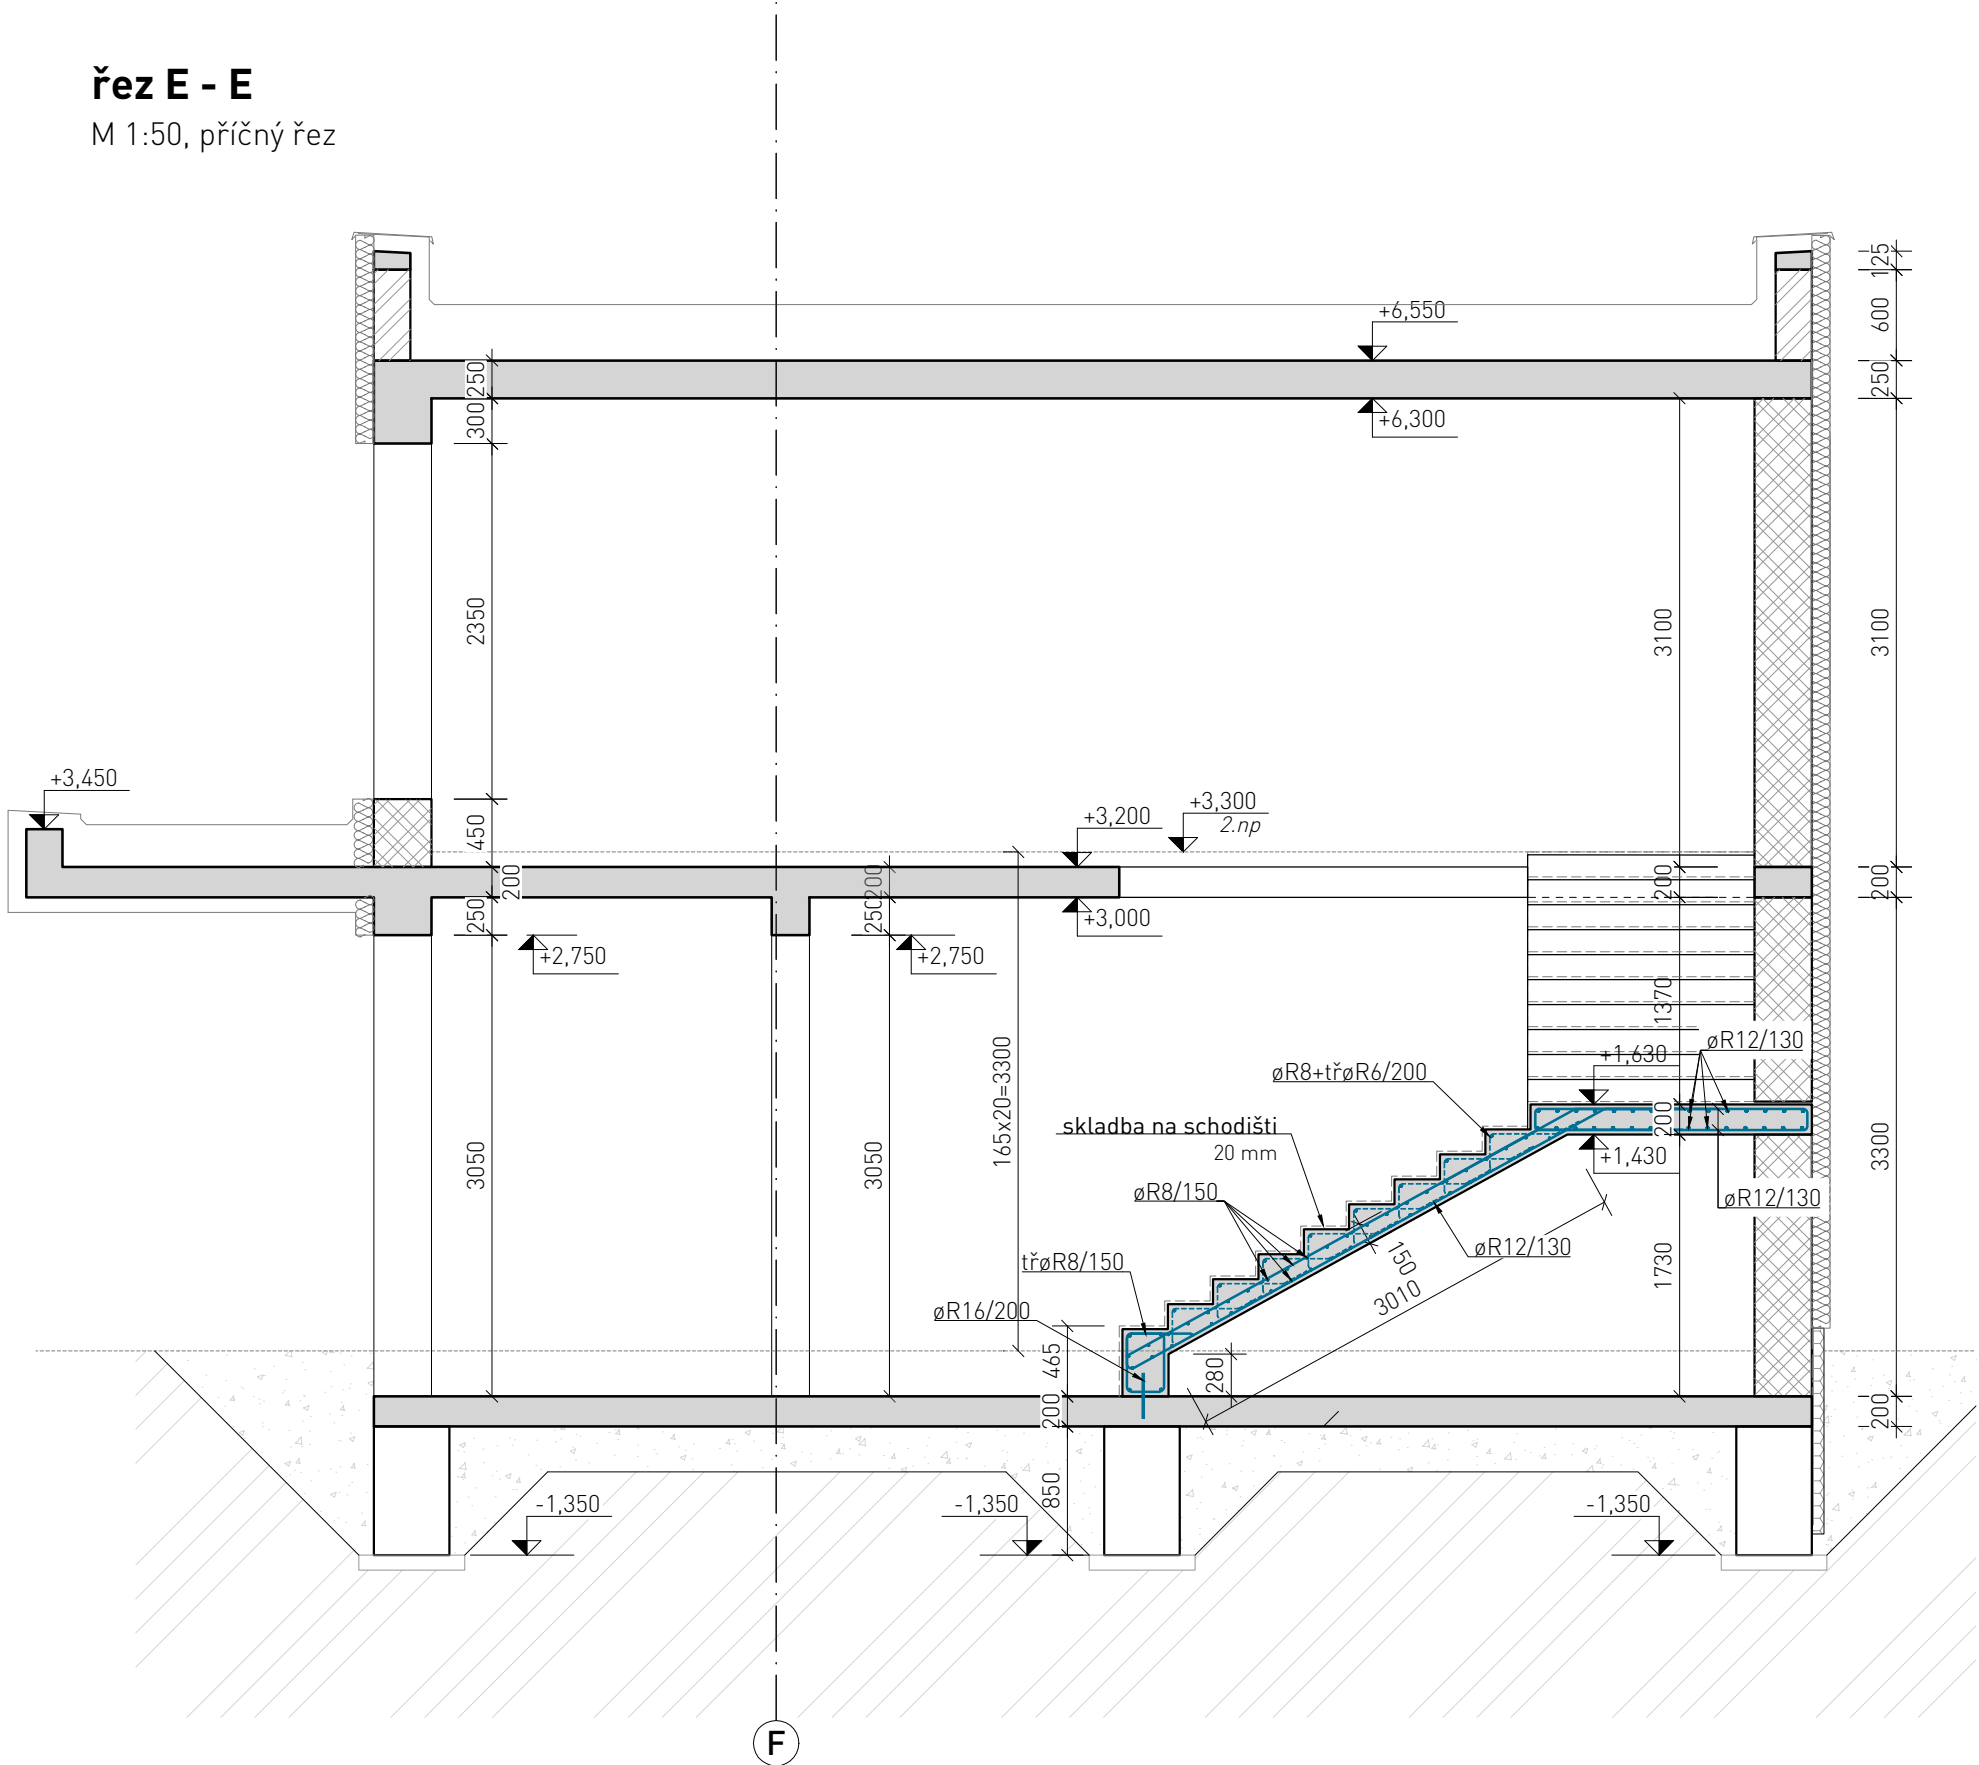 řez E - E
M 1:50, příčný řez
125
600
+6,550
250
250
300
+6,300
2350
3100
3100
+3,450
+3,300
2.np
+3,200
450
200
200
200
200
250
250
+3,000
+2,750
+2,750
1370
165x20=3300
øR12/130
+1,630
øR8+třøR6/200
skladba na schodišti
20 mm
200
3050
3050
3300
+1,430
øR8/150
øR12/130
øR12/130
150
třøR8/150
1730
3010
øR16/200
465
280
200
200
850
-1,350
-1,350
-1,350
F